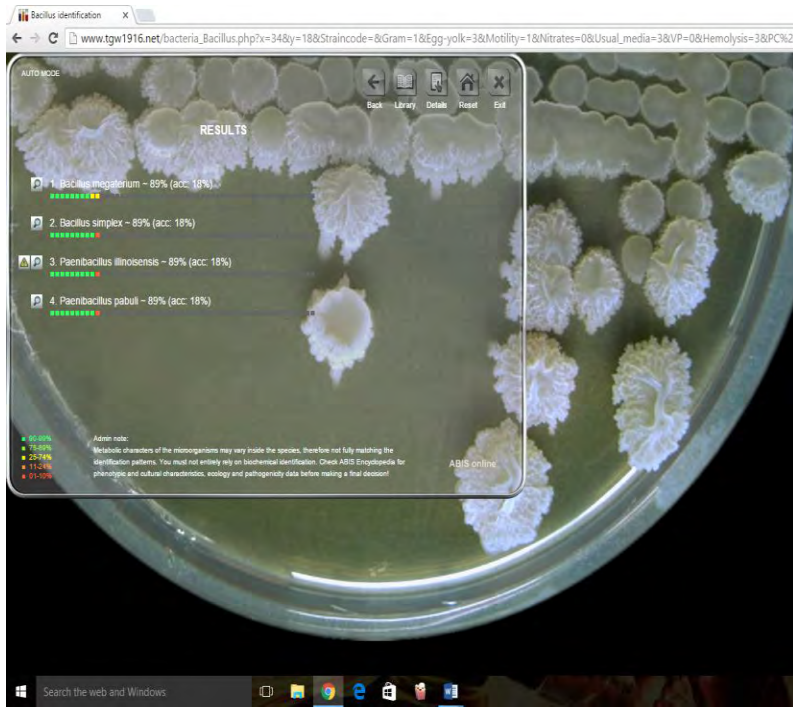 Bacillus identification
www.tgw1916.net/bacteria_Bacillus.php?x=34&y=18&Straincode=&Gram=1&Egg-yolk=3&Motility=1&Nitrates=0&Usual_media=3&VP=0&Hemolysis=3&PC%2
AUTO MODE
Back Library Details Reset Exit
RESULTS
1. Bacillus megaterium ~ 89% (acc: 18%)
2. Bacillus simplex ~ 89% (acc: 18%)
3. Paenibacillus illinoisensis ~ 89% (acc: 18%)
4. Paenibacillus pabuli ~ 89% (acc: 18%)
90-99%
75-89%
25-74%
11-24%
01-10%
Admin note:
Metabolic characters of the microorganisms may vary inside the species, therefore not fully matching the
identification patterns. You must not entirely rely on biochemical identification. Check ABIS Encyclopedia for
phenotypic and cultural characteristics, ecology and pathogenicity data before making a final decision!
ABIS online
Search the web and Windows